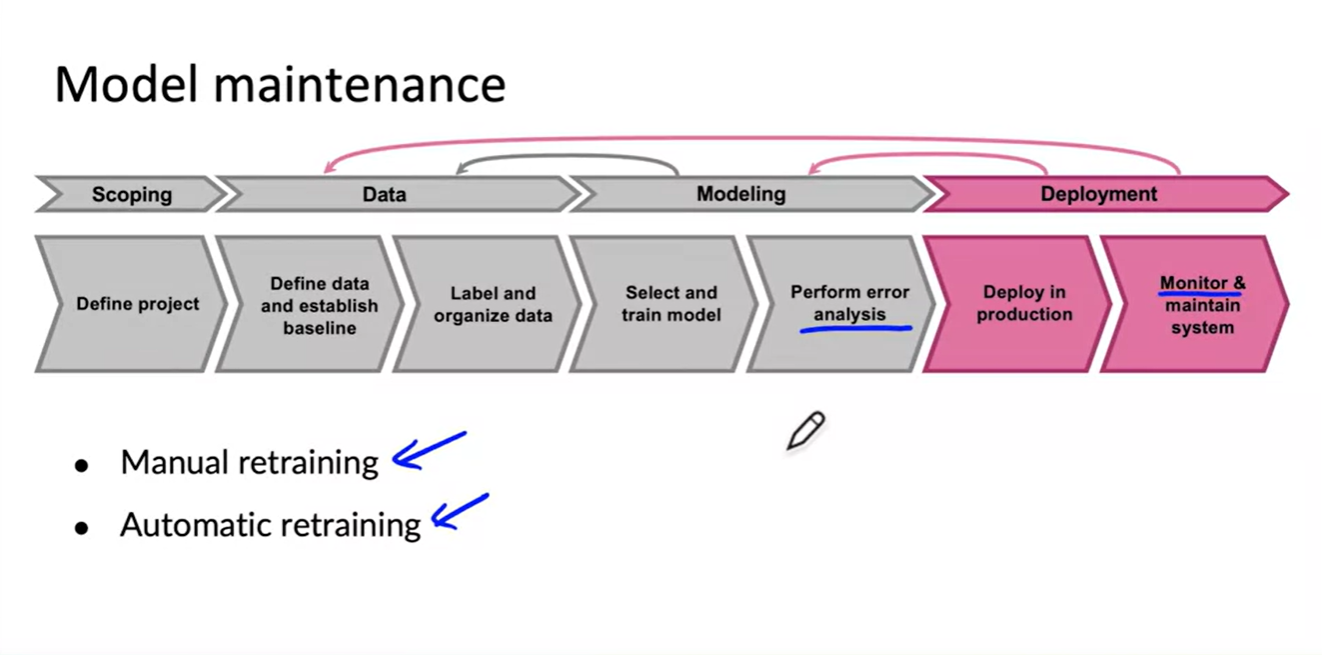 Model maintenance
Scoping
Data
Modeling
Deployment
Define project
Define data
and establish
baseline
Label and
organize data
Select and
train model
Perform error
analysis
Deploy in
production
Monitor &
maintain
system
• Manual retraining
• Automatic retraining